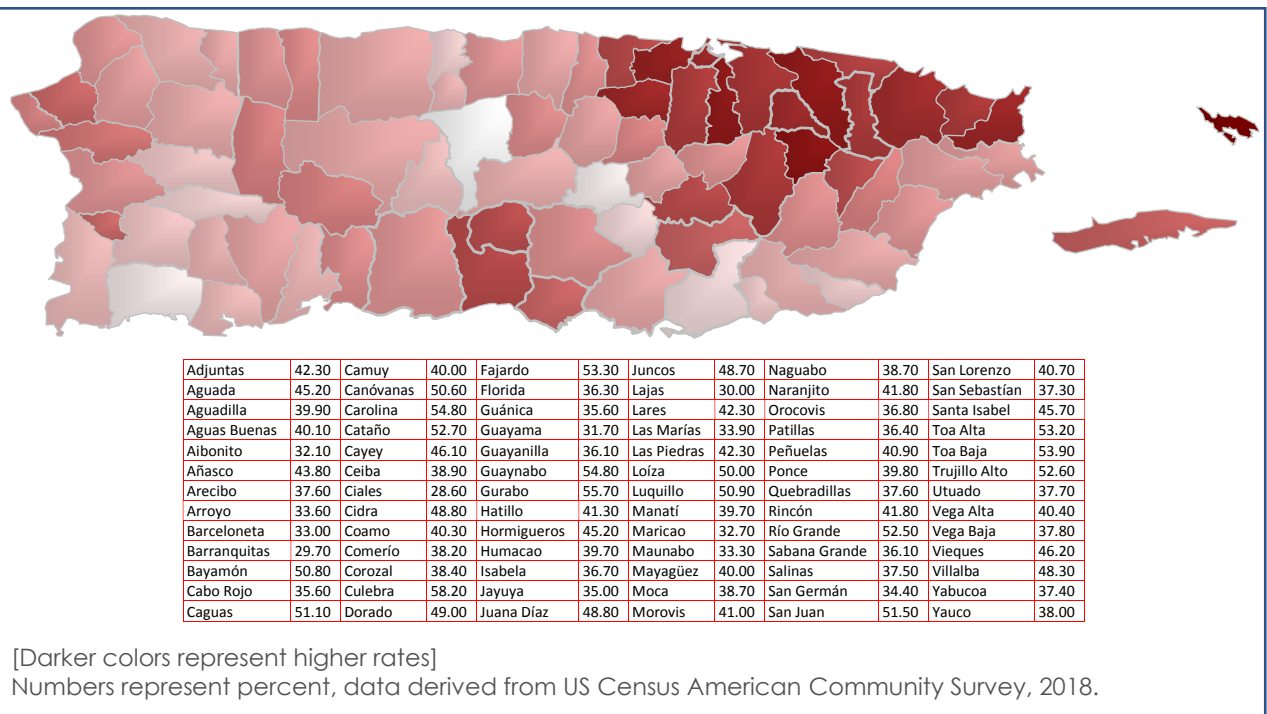 Adjuntas 42.30 Camuy 40.00 Fajardo 53.30 Juncos 48.70 Naguabo 38.70 San Lorenzo 40.70
Aguada 45.20 Canóvanas 50.60 Florida 36.30 Lajas 30.00 Naranjito 41.80 San Sebastían 37.30
Aguadilla 39.90 Carolina 54.80 Guánica 35.60 Lares 42.30 Orocovis 36.80 Santa Isabel 45.70
Aguas Buenas 40.10 Cataño 52.70 Guayama 31.70 Las Marías 33.90 Patillas 36.40 Toa Alta 53.20
Aibonito 32.10 Cayey 46.10 Guayanilla 36.10 Las Piedras 42.30 Peñuelas 40.90 Toa Baja 53.90
Añasco 43.80 Ceiba 38.90 Guaynabo 54.80 Loíza 50.00 Ponce 39.80 Trujillo Alto 52.60
Arecibo 37.60 Ciales 28.60 Gurabo 55.70 Luquillo 50.90 Quebradillas 37.60 Utuado 37.70
Arroyo 33.60 Cidra 48.80 Hatillo 41.30 Manatí 39.70 Rincón 41.80 Vega Alta 40.40
Barceloneta 33.00 Coamo 40.30 Hormigueros 45.20 Maricao 32.70 Río Grande 52.50 Vega Baja 37.80
Barranquitas 29.70 Comerío 38.20 Humacao 39.70 Maunabo 33.30 Sabana Grande 36.10 Vieques 46.20
Bayamón 50.80 Corozal 38.40 Isabela 36.70 Mayagüez 40.00 Salinas 37.50 Villalba 48.30
Cabo Rojo 35.60 Culebra 58.20 Jayuya 35.00 Moca 38.70 San Germán 34.40 Yabucoa 37.40
Caguas 51.10 Dorado 49.00 Juana Díaz 48.80 Morovis 41.00 San Juan 51.50 Yauco 38.00
[Darker colors represent higher rates]
Numbers represent percent, data derived from US Census American Community Survey, 2018.